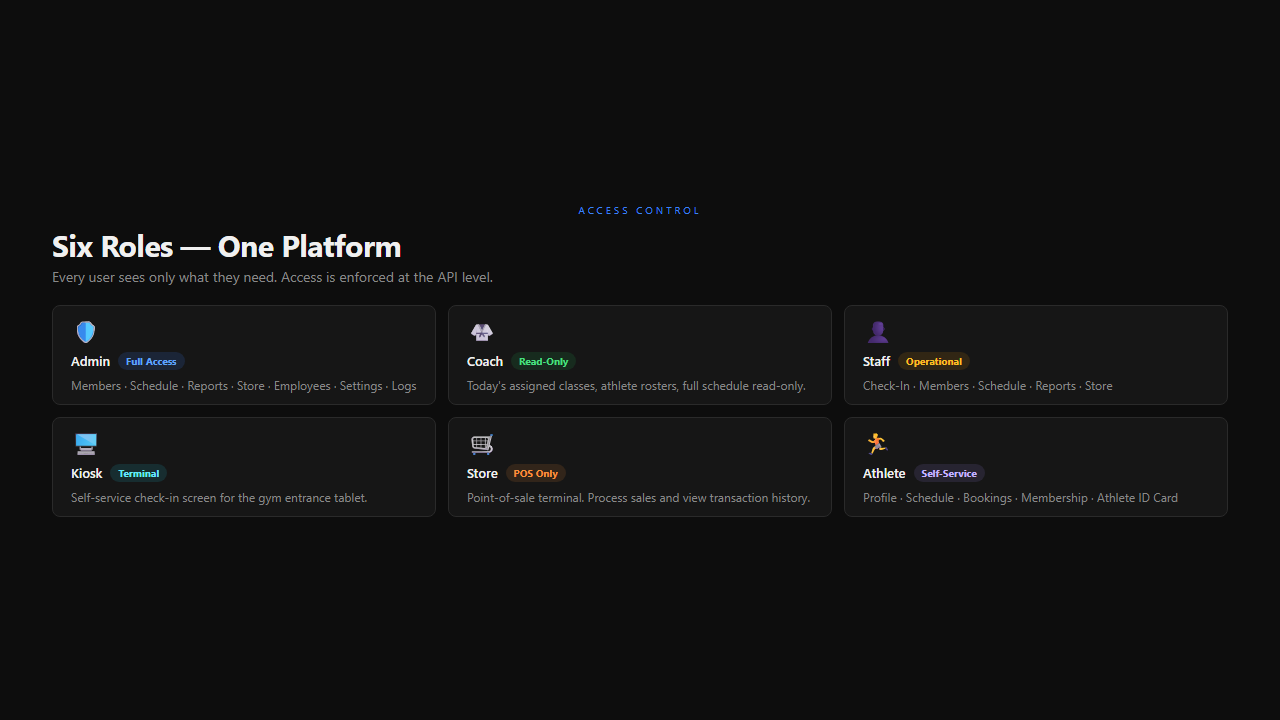 ACCESS CONTROL
Six Roles — One Platform
Every user sees only what they need. Access is enforced at the API level.
Admin Full Access
Members · Schedule · Reports · Store · Employees · Settings · Logs
Coach Read-Only
Today's assigned classes, athlete rosters, full schedule read-only.
Staff Operational
Check-In · Members · Schedule · Reports · Store
Kiosk Terminal
Self-service check-in screen for the gym entrance tablet.
Store POS Only
Point-of-sale terminal. Process sales and view transaction history.
Athlete Self-Service
Profile · Schedule · Bookings · Membership · Athlete ID Card